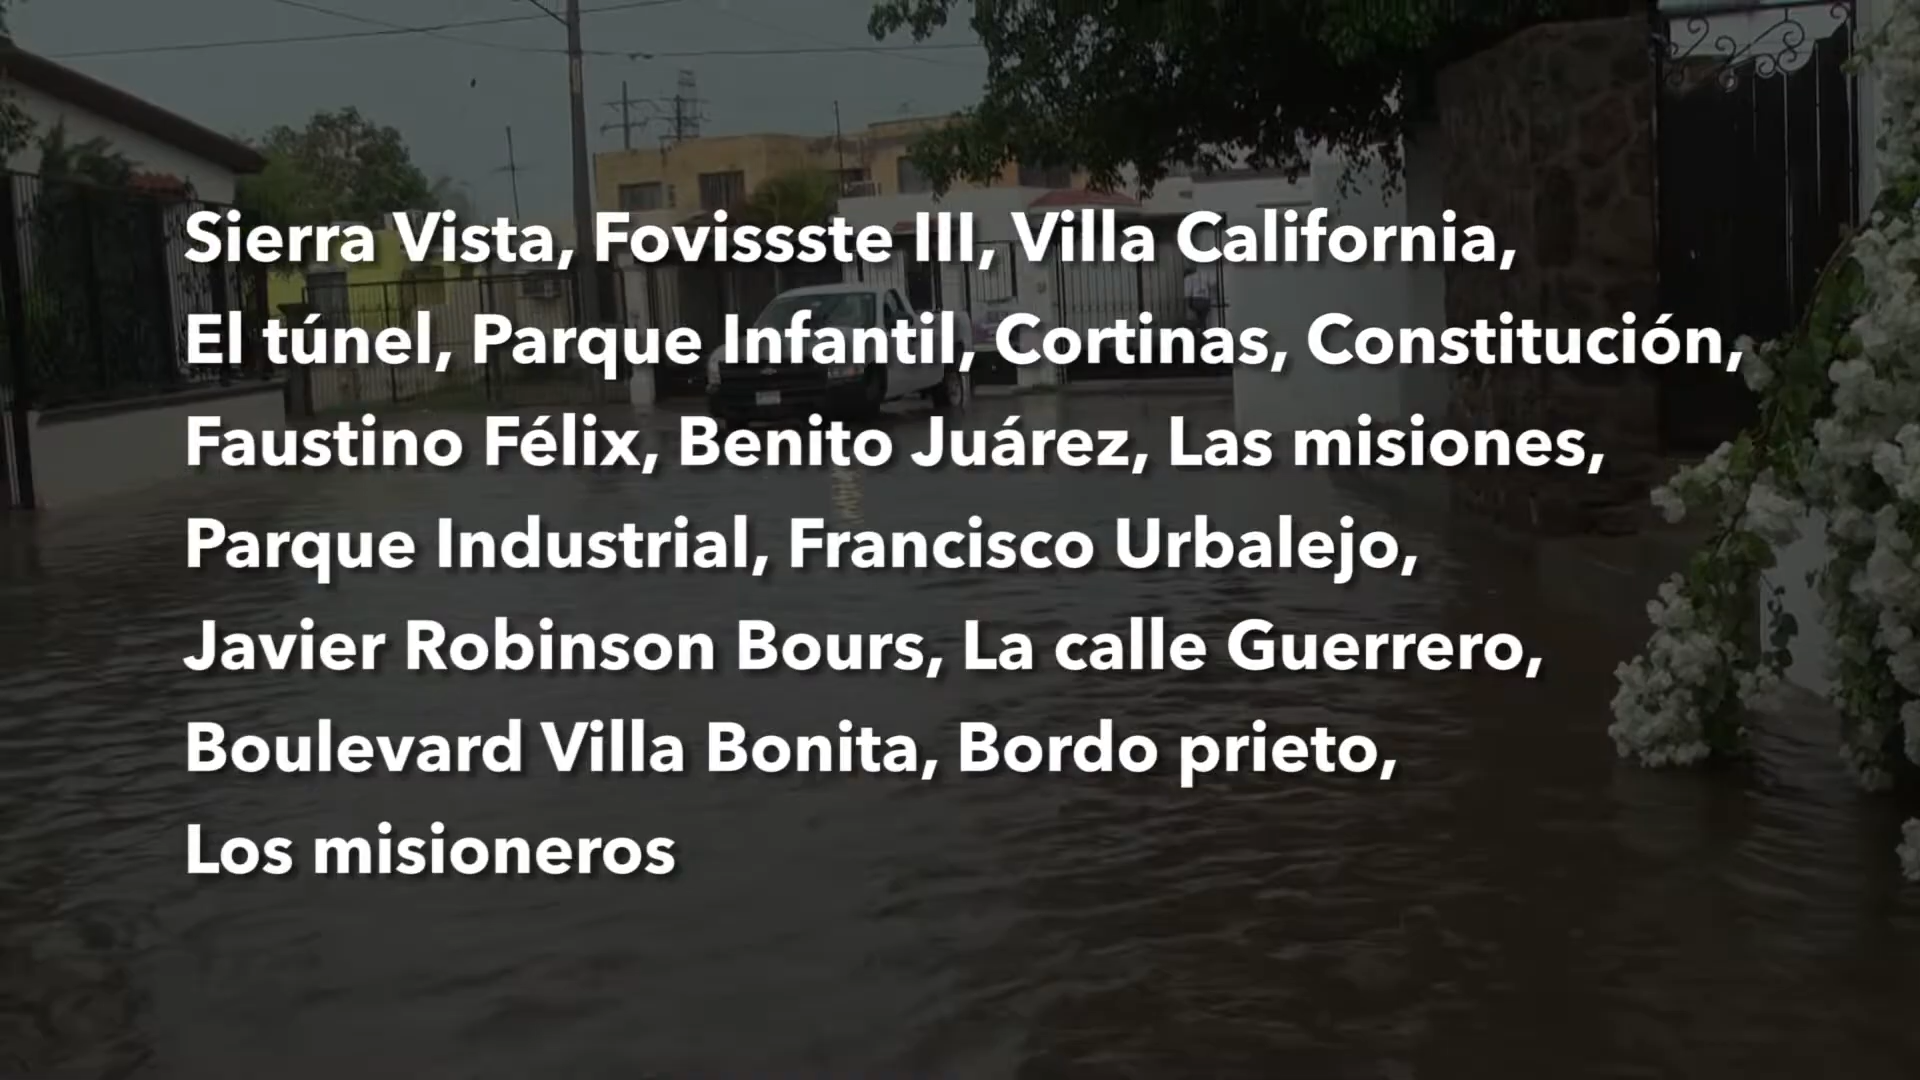 Sierra Vista, Fovissste III, Villa California,
El túnel, Parque Infantil, Cortinas, Constitución,
Faustino Félix, Benito Juárez, Las misiones,
Parque Industrial, Francisco Urbalejo,
Javier Robinson Bours, La calle Guerrero,
Boulevard Villa Bonita, Bordo prieto,
Los misioneros